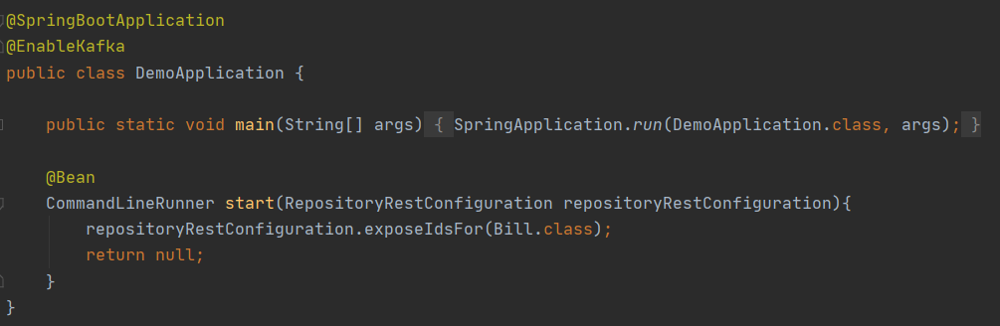 @SpringBootApplication
@EnableKafka
public class DemoApplication {
public static void main(String[] args) { SpringApplication.run(DemoApplication.class, args); }
@Bean
CommandLineRunner start(RepositoryRestConfiguration repositoryRestConfiguration){
repositoryRestConfiguration.exposeIdsFor(Bill.class);
return null;
}
}